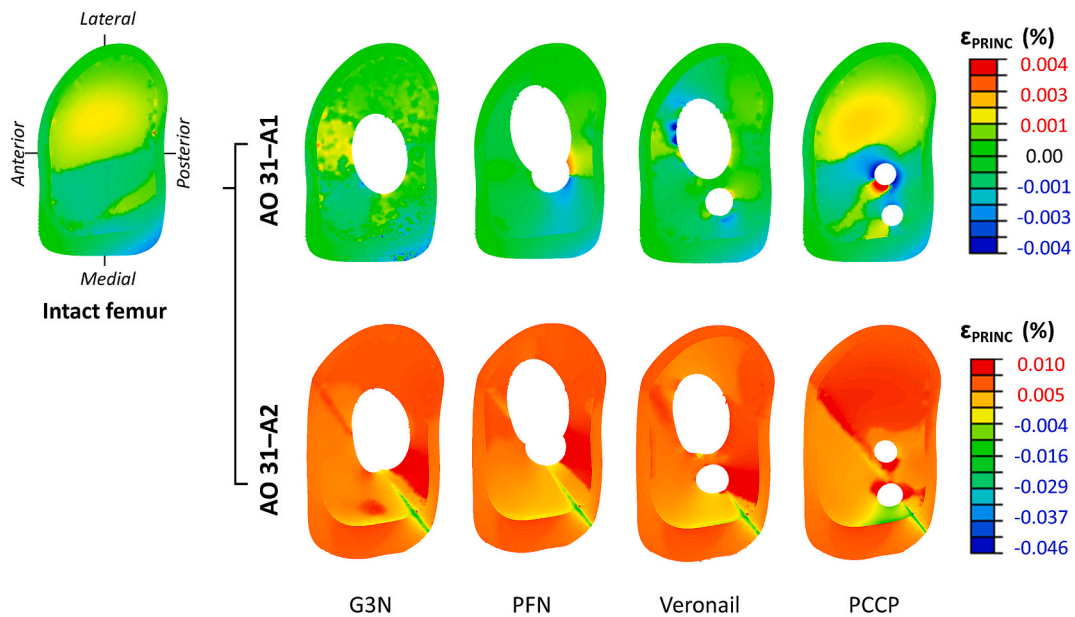 Lateral
Anterior
Posterior
Medial
Intact femur
AO 31–A1
ε PRINC (%)
0.004
0.003
0.001
0.00
-0.001
-0.003
-0.004
AO 31–A2
ε PRINC (%)
0.010
0.005
-0.004
-0.016
-0.029
-0.037
-0.046
G3N
PFN
Veronail
PCCP